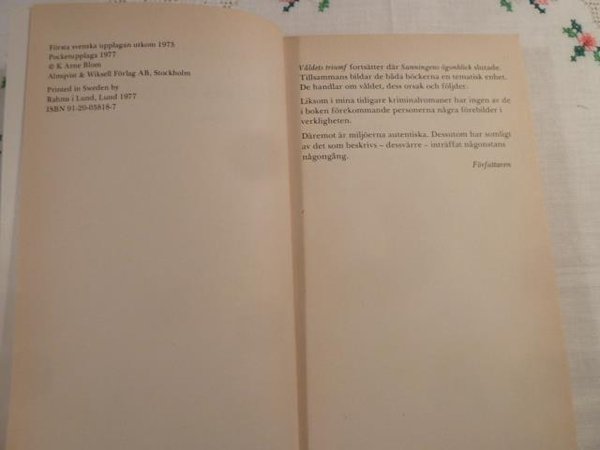 Första svenska upplagan utkom 1975
Pocketupplaga 1977
© K Arne Blom
Almqvist & Wiksell Förlag AB, Stockholm
Printed in Sweden by
Rahms i Lund, Lund 1977
ISBN 91-20-05818-7
Våldets triumf fortsätter där Sanningens ögonblick slutade.
Tillsammans bildar de båda böckerna en tematisk enhet.
De handlar om våldet, dess orsak och följder.
Liksom i mina tidigare kriminalromaner har ingen av de
i boken förekommande personerna några förebilder i
verkligheten.
Däremot är miljöerna autentiska. Dessutom har somligt
av det som beskrivs – dessvärre – inträffat någonstans
någongång.
Författaren